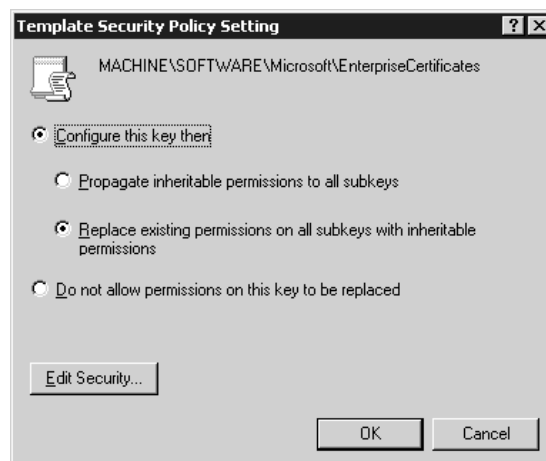 Template Security Policy Setting
MACHINE\SOFTWARE\Microsoft\EnterpriseCertificates
Configure this key then
Propagate inheritable permissions to all subkeys
Replace existing permissions on all subkeys with inheritable
permissions
Do not allow permissions on this key to be replaced
Edit Security...
OK Cancel